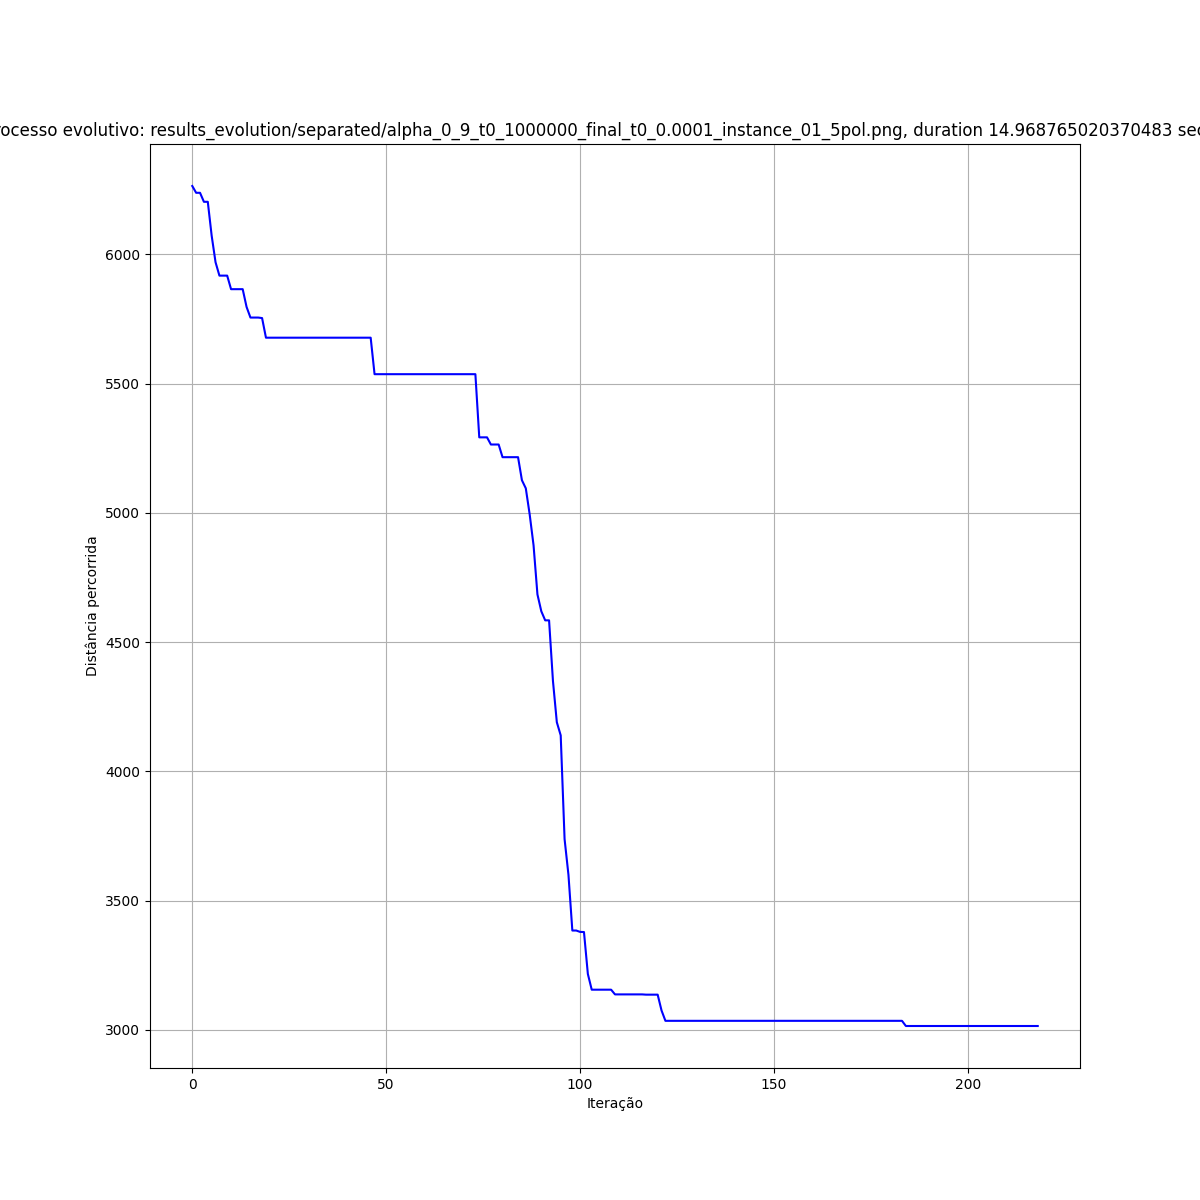 ocesso evolutivo: results_evolution/separated/alpha_0_9_t0_1000000_final_t0_0.0001_instance_01_5pol.png, duration 14.968765020370483 sec
6000
5500
5000
4500
4000
3500
3000
Distância percorrida
0 50 100 150 200
Iteração